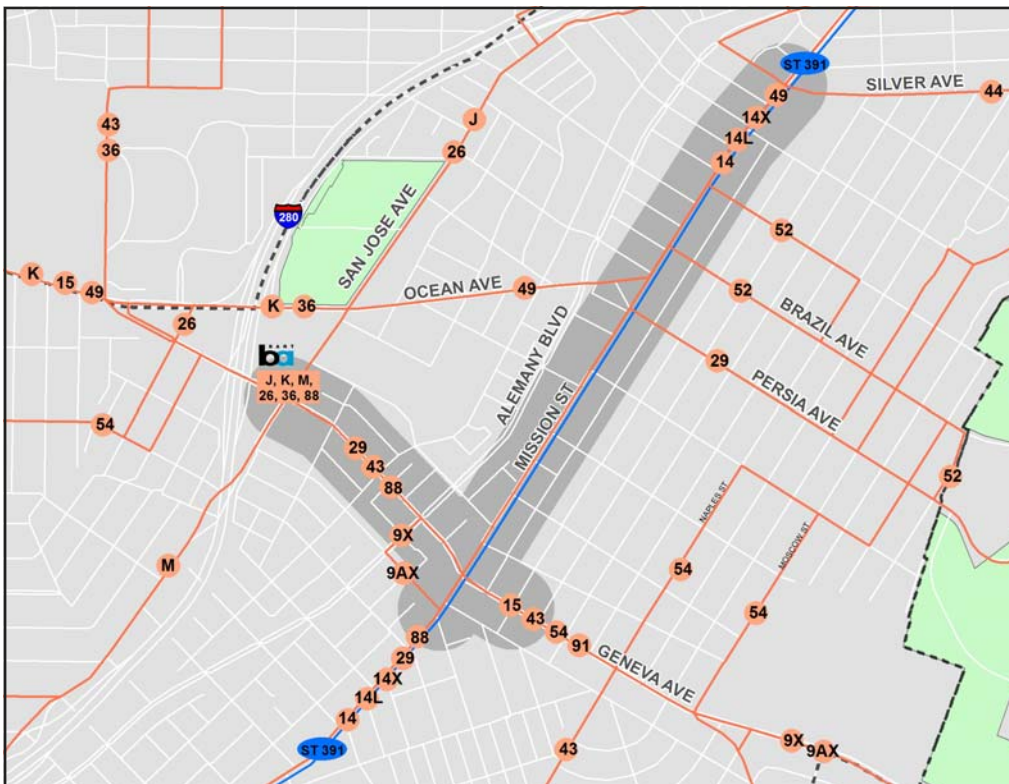 ST 391
SILVER AVE
49
44
14X
43
J
14L
36
26
14
280
SAN JOSE AVE
52
K
15
49
K
36
OCEAN AVE
49
52
BRAZIL AVE
26
ALEMANY BLVD
BART
ba
J, K, M,
26, 36, 88
29
PERSIA AVE
54
MISSION ST
29
43
88
52
NAPLES ST
9X
MOSCOW ST
M
9AX
54
15
43
54
54
88
91
29
GENEVA AVE
14X
14L
14
ST 391
43
9X
9AX